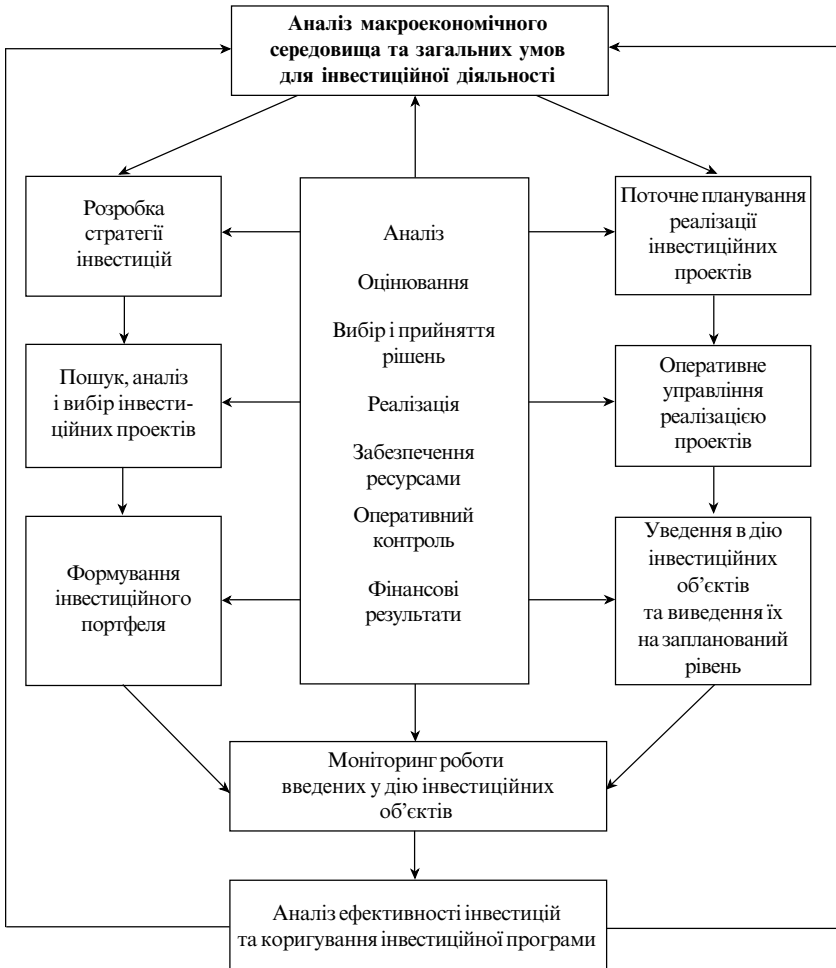 Аналіз макроекономічного
середовища та загальних умов
для інвестиційної діяльності
Розробка
стратегії
інвестицій
Пошук, аналіз
і вибір інвести-
ційних проектів
Формування
інвестиційного
портфеля
Аналіз
Оцінювання
Вибір і прийняття
рішень
Реалізація
Забезпечення
ресурсами
Оперативний
контроль
Фінансові
результати
Поточне планування
реалізації
інвестиційних
проектів
Оперативне
управління
реалізацією
проектів
Уведення в дію
інвестиційних
об’єктів
та виведення їх
на запланований
рівень
Моніторинг роботи
введених у дію інвестиційних
об’єктів
Аналіз ефективності інвестицій
та коригування інвестиційної програми